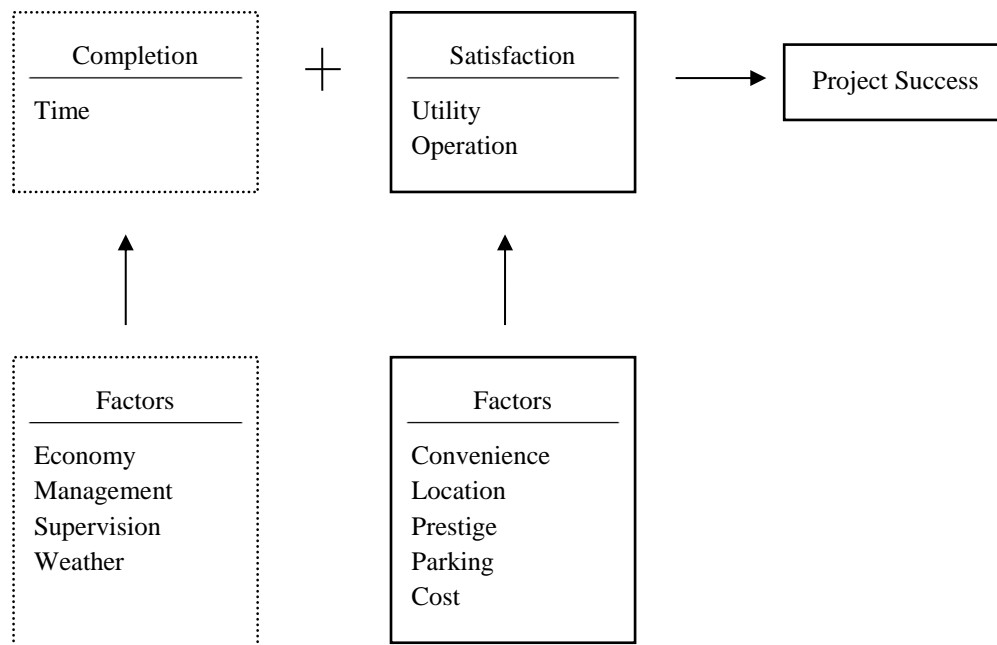 Completion
Time
+
Satisfaction
Utility
Operation
Project Success
Factors
Economy
Management
Supervision
Weather
Factors
Convenience
Location
Prestige
Parking
Cost